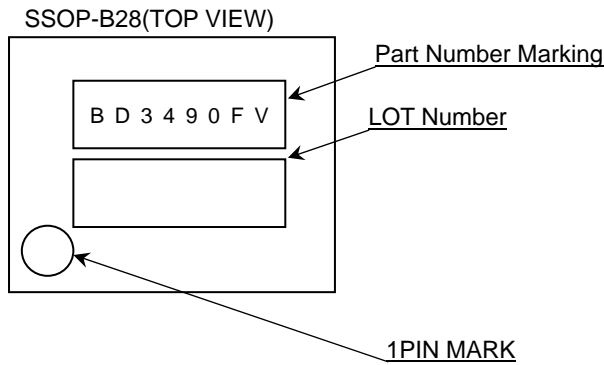 SSOP-B28(TOP VIEW)
Part Number Marking
B D 3 4 9 0 F V
LOT Number
1PIN MARK